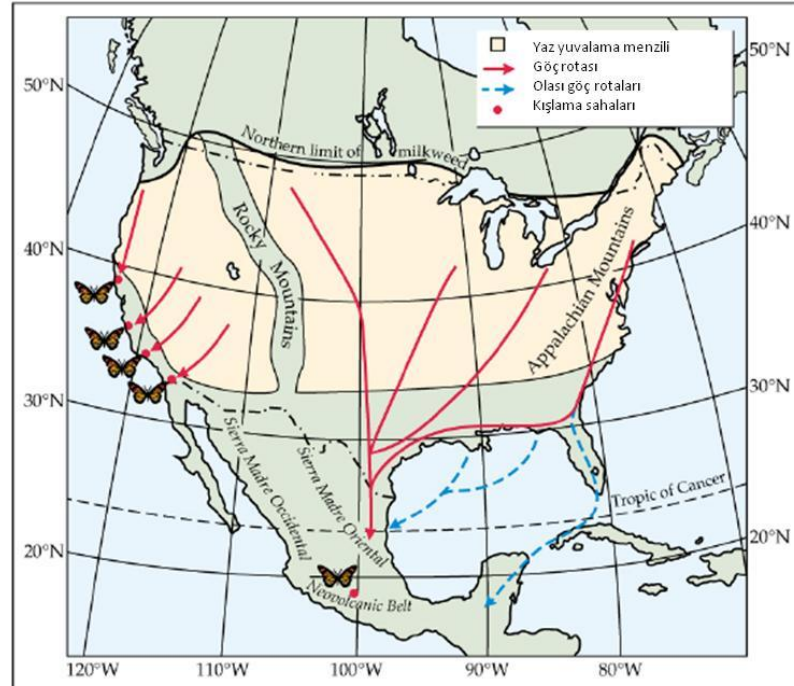 Yaz yuvalama menzili
Göç rotası
Olası göç rotaları
Kışlama sahaları
50°N
50°N
Northern limit of milkweed
Rocky Mountains
Appalachian Mountains
40°N
40°N
30°N
30°N
Sierra Madre Occidental
Sierra Madre Oriental
Tropic of Cancer
20°N
20°N
Neovolcanic Belt
120°W
110°W
100°W
90°W
80°W